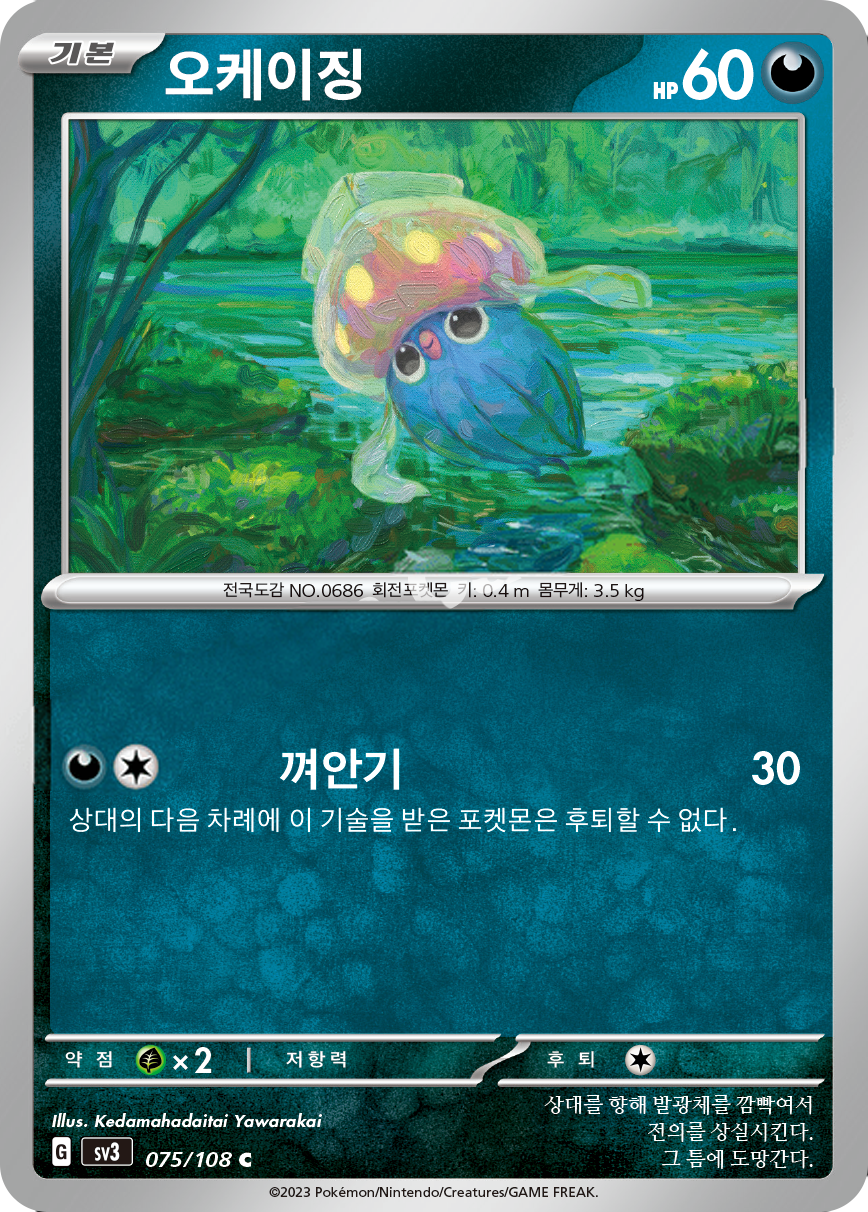 기본
오케이징
HP 60
전국도감 NO.0686 회전포켓몬 키: 0.4 m 몸무게: 3.5 kg
껴안기 30
상대의 다음 차례에 이 기술을 받은 포켓몬은 후퇴할 수 없다.
약점 ×2 저항력 후퇴
Illus. Kedamahadaitai Yawarakai
상대를 향해 발광체를 깜빡여서
전의를 상실시킨다.
그 틈에 도망간다.
G sv3 075/108 C
©2023 Pokémon/Nintendo/Creatures/GAME FREAK.